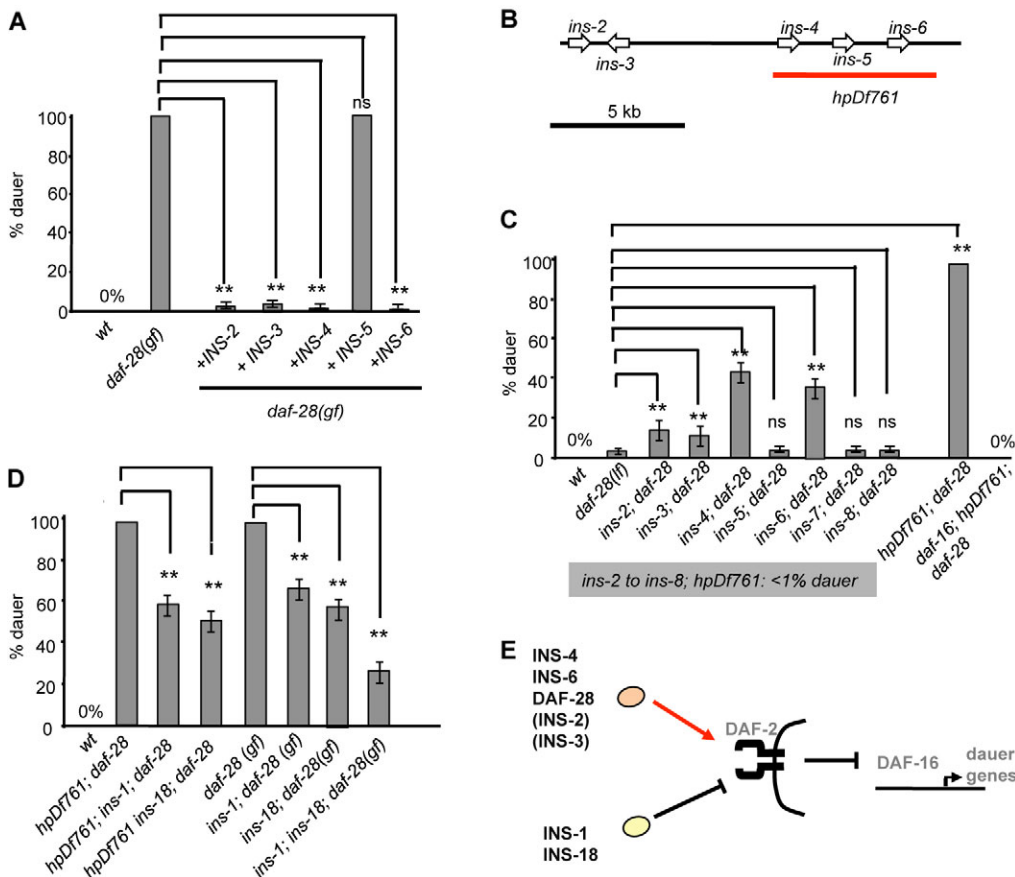 A
% dauer
100
80
60
40
20
0
0%
**
**
**
ns
**
wt
daf-28(gf)
+INS-2
+INS-3
+INS-4
+INS-5
+INS-6
daf-28(gf)
B
ins-2
ins-3
ins-4
ins-5
ins-6
hpDf761
5 kb
C
% dauer
100
80
60
40
20
0
0%
**
**
**
ns
**
ns
ns
**
0%
wt
daf-28(lf)
ins-2; daf-28
ins-3; daf-28
ins-4; daf-28
ins-5; daf-28
ins-6; daf-28
ins-7; daf-28
ins-8; daf-28
hpDf761; daf-28
daf-16; hpDf761;
daf-28
ins-2 to ins-8; hpDf761: <1% dauer
D
% dauer
100
80
60
40
20
0
0%
**
**
**
**
**
wt
hpDf761; daf-28
hpDf761; ins-1; daf-28
hpDf761 ins-18; daf-28
daf-28 (gf)
ins-1; daf-28 (gf)
ins-18; daf-28(gf)
ins-1; ins-18; daf-28(gf)
E
INS-4
INS-6
DAF-28
(INS-2)
(INS-3)
INS-1
INS-18
DAF-2
DAF-16
dauer
genes